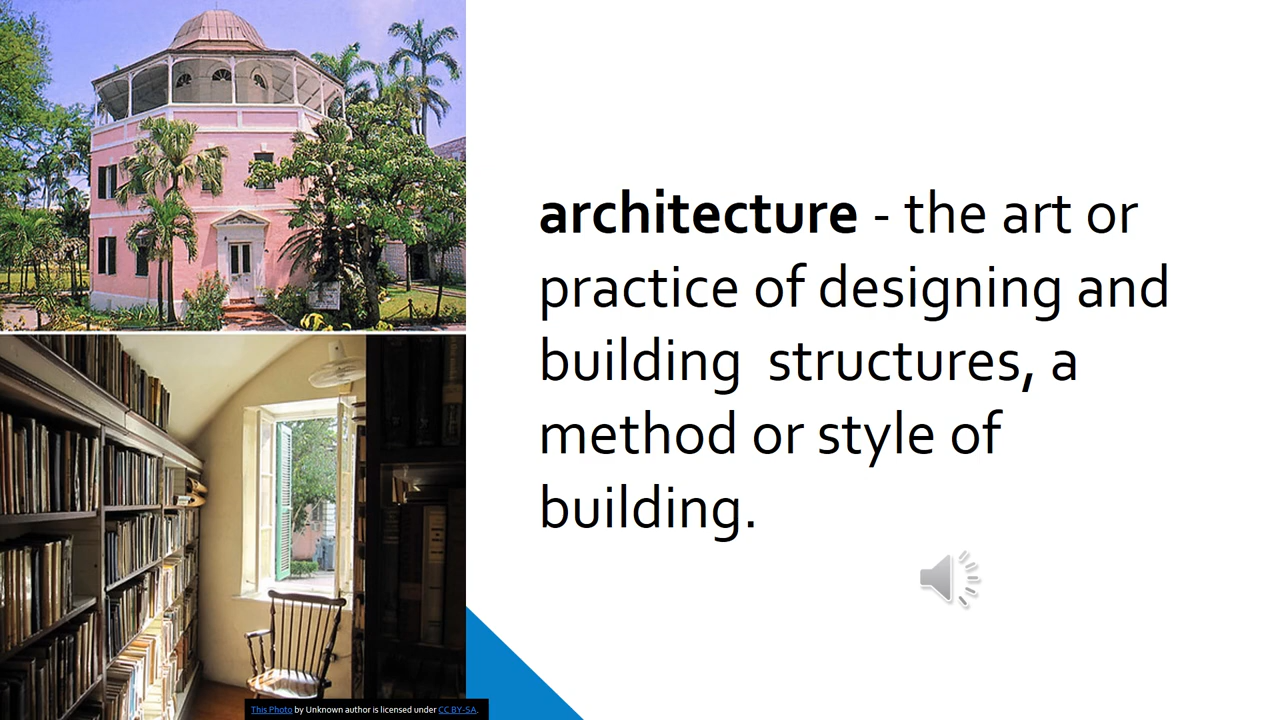 architecture - the art or
practice of designing and
building  structures, a
method or style of
building.
This Photo by Unknown author is licensed under CC BY-SA.